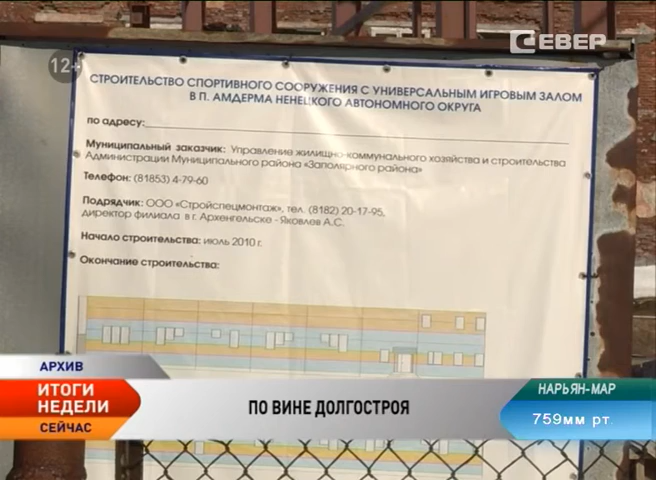 СЕВЕР
12+
СТРОИТЕЛЬСТВО СПОРТИВНОГО СООРУЖЕНИЯ С УНИВЕРСАЛЬНЫМ ИГРОВЫМ ЗАЛОМ
В П. АМДЕРМА НЕНЕЦКОГО АВТОНОМНОГО ОКРУГА
по адресу:
Муниципальный заказчик: Управление жилищно-коммунального хозяйства и строительства
Администрации Муниципального района «Заполярного района»
Телефон: (81853) 4-79-60
Подрядчик: ООО «Стройспецмонтаж», тел. (8182) 20-17-95,
директор филиала в г. Архенгельске - Яковлев А.С.
Начало строительства: июль 2010 г.
Окончание строительства:
АРХИВ
ИТОГИ
НЕДЕЛИ
СЕЙЧАС
ПО ВИНЕ ДОЛГОСТРОЯ
НАРЬЯН-МАР
759мм рт.